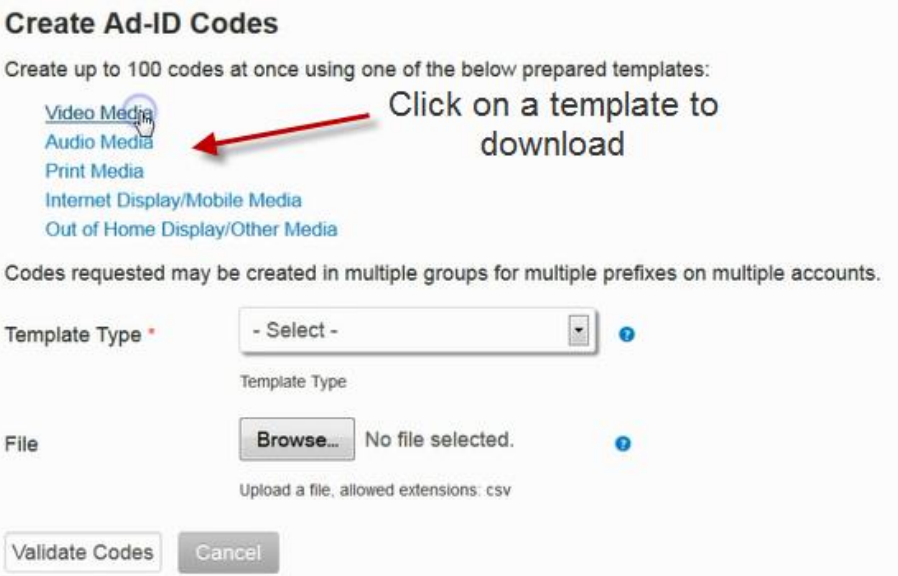 Create Ad-ID Codes
Create up to 100 codes at once using one of the below prepared templates:
Video Media
Click on a template to
download
Audio Media
Print Media
Internet Display/Mobile Media
Out of Home Display/Other Media
Codes requested may be created in multiple groups for multiple prefixes on multiple accounts.
Template Type * - Select - ?
Template Type
File Browse... No file selected. ?
Upload a file, allowed extensions: csv
Validate Codes Cancel